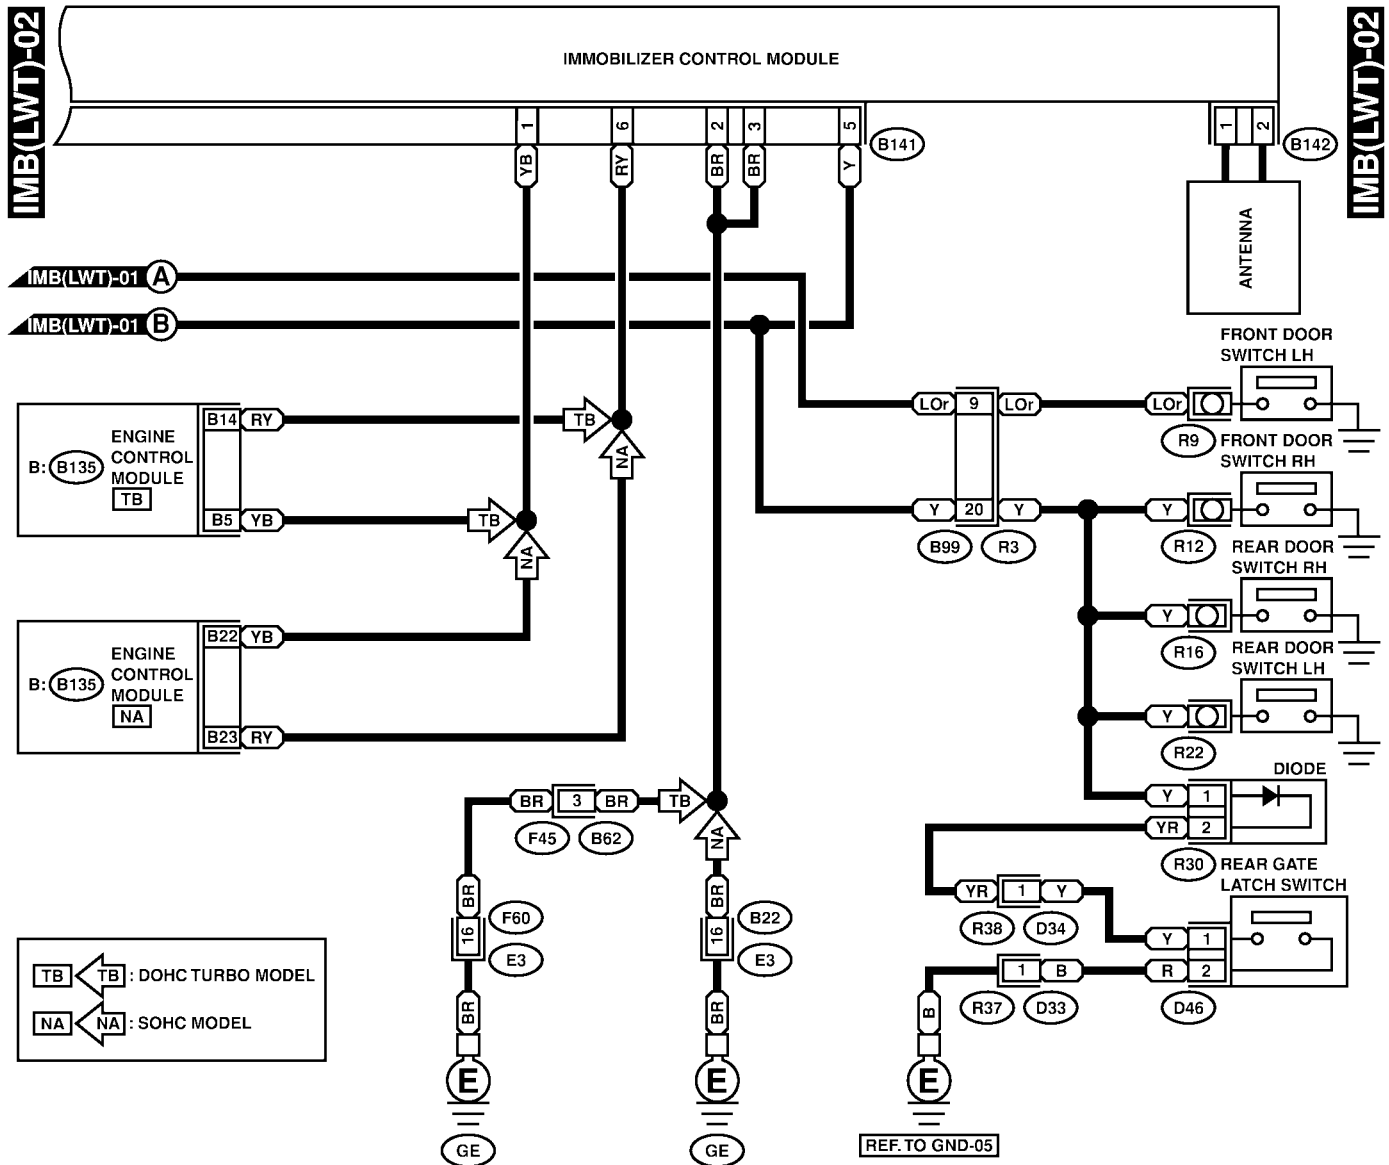 IMB(LWT)-02
IMB(LWT)-02
IMMOBILIZER CONTROL MODULE
1 6 2 3 5
B141
1 2
B142
YB RY BR BR Y
ANTENNA
IMB(LWT)-01 A
IMB(LWT)-01 B
FRONT DOOR
SWITCH LH
LOr 9 LOr LOr
R9
FRONT DOOR
SWITCH RH
Y 20 Y Y
B99 R3 R12
REAR DOOR
SWITCH RH
Y
R16
REAR DOOR
SWITCH LH
Y
R22
DIODE
Y 1
YR 2
R30
REAR GATE
LATCH SWITCH
YR 1 Y
R38 D34
Y 1
1 B R 2
R37 D33 D46
B
E
REF. TO GND-05
B14 RY TB
NA
ENGINE
CONTROL
MODULE
TB
B: B135
B5 YB TB
NA
B22 YB
ENGINE
CONTROL
MODULE
NA
B: B135
B23 RY
BR 3 BR TB
F45 B62
NA
BR BR
16 F60 16 B22
E3 E3
BR BR
E E
GE GE
TB TB : DOHC TURBO MODEL
NA NA : SOHC MODEL